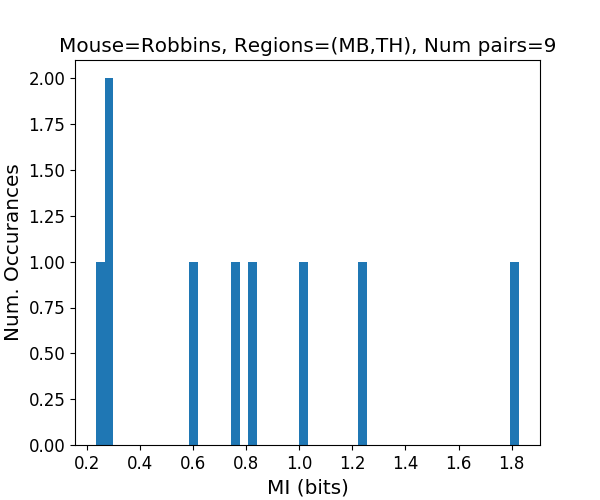 Mouse=Robbins, Regions=(MB,TH), Num pairs=9
2.00
1.75
1.50
1.25
1.00
0.75
0.50
0.25
0.00
Num. Occurances
0.2 0.4 0.6 0.8 1.0 1.2 1.4 1.6 1.8
MI (bits)